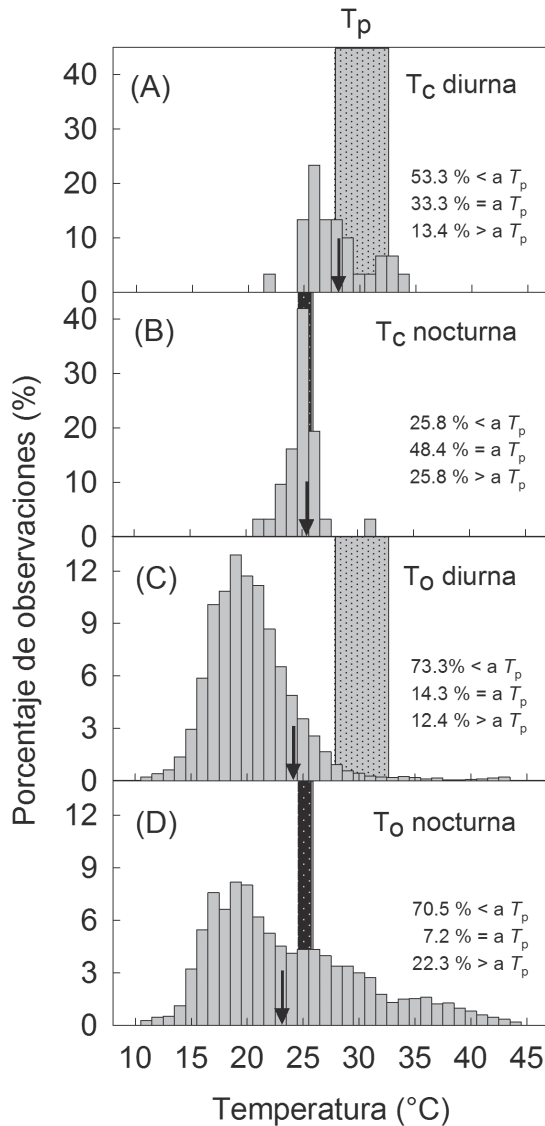 Tp
(A)
Tc diurna
53.3 % < a Tp
33.3 % = a Tp
13.4 % > a Tp
40
30
20
10
0
(B)
Tc nocturna
25.8 % < a Tp
48.4 % = a Tp
25.8 % > a Tp
40
30
20
10
0
(C)
To diurna
73.3% < a Tp
14.3 % = a Tp
12.4 % > a Tp
12
9
6
3
0
(D)
To nocturna
70.5 % < a Tp
7.2 % = a Tp
22.3 % > a Tp
12
9
6
3
0
10 15 20 25 30 35 40 45
Temperatura (°C)
Porcentaje de observaciones (%)